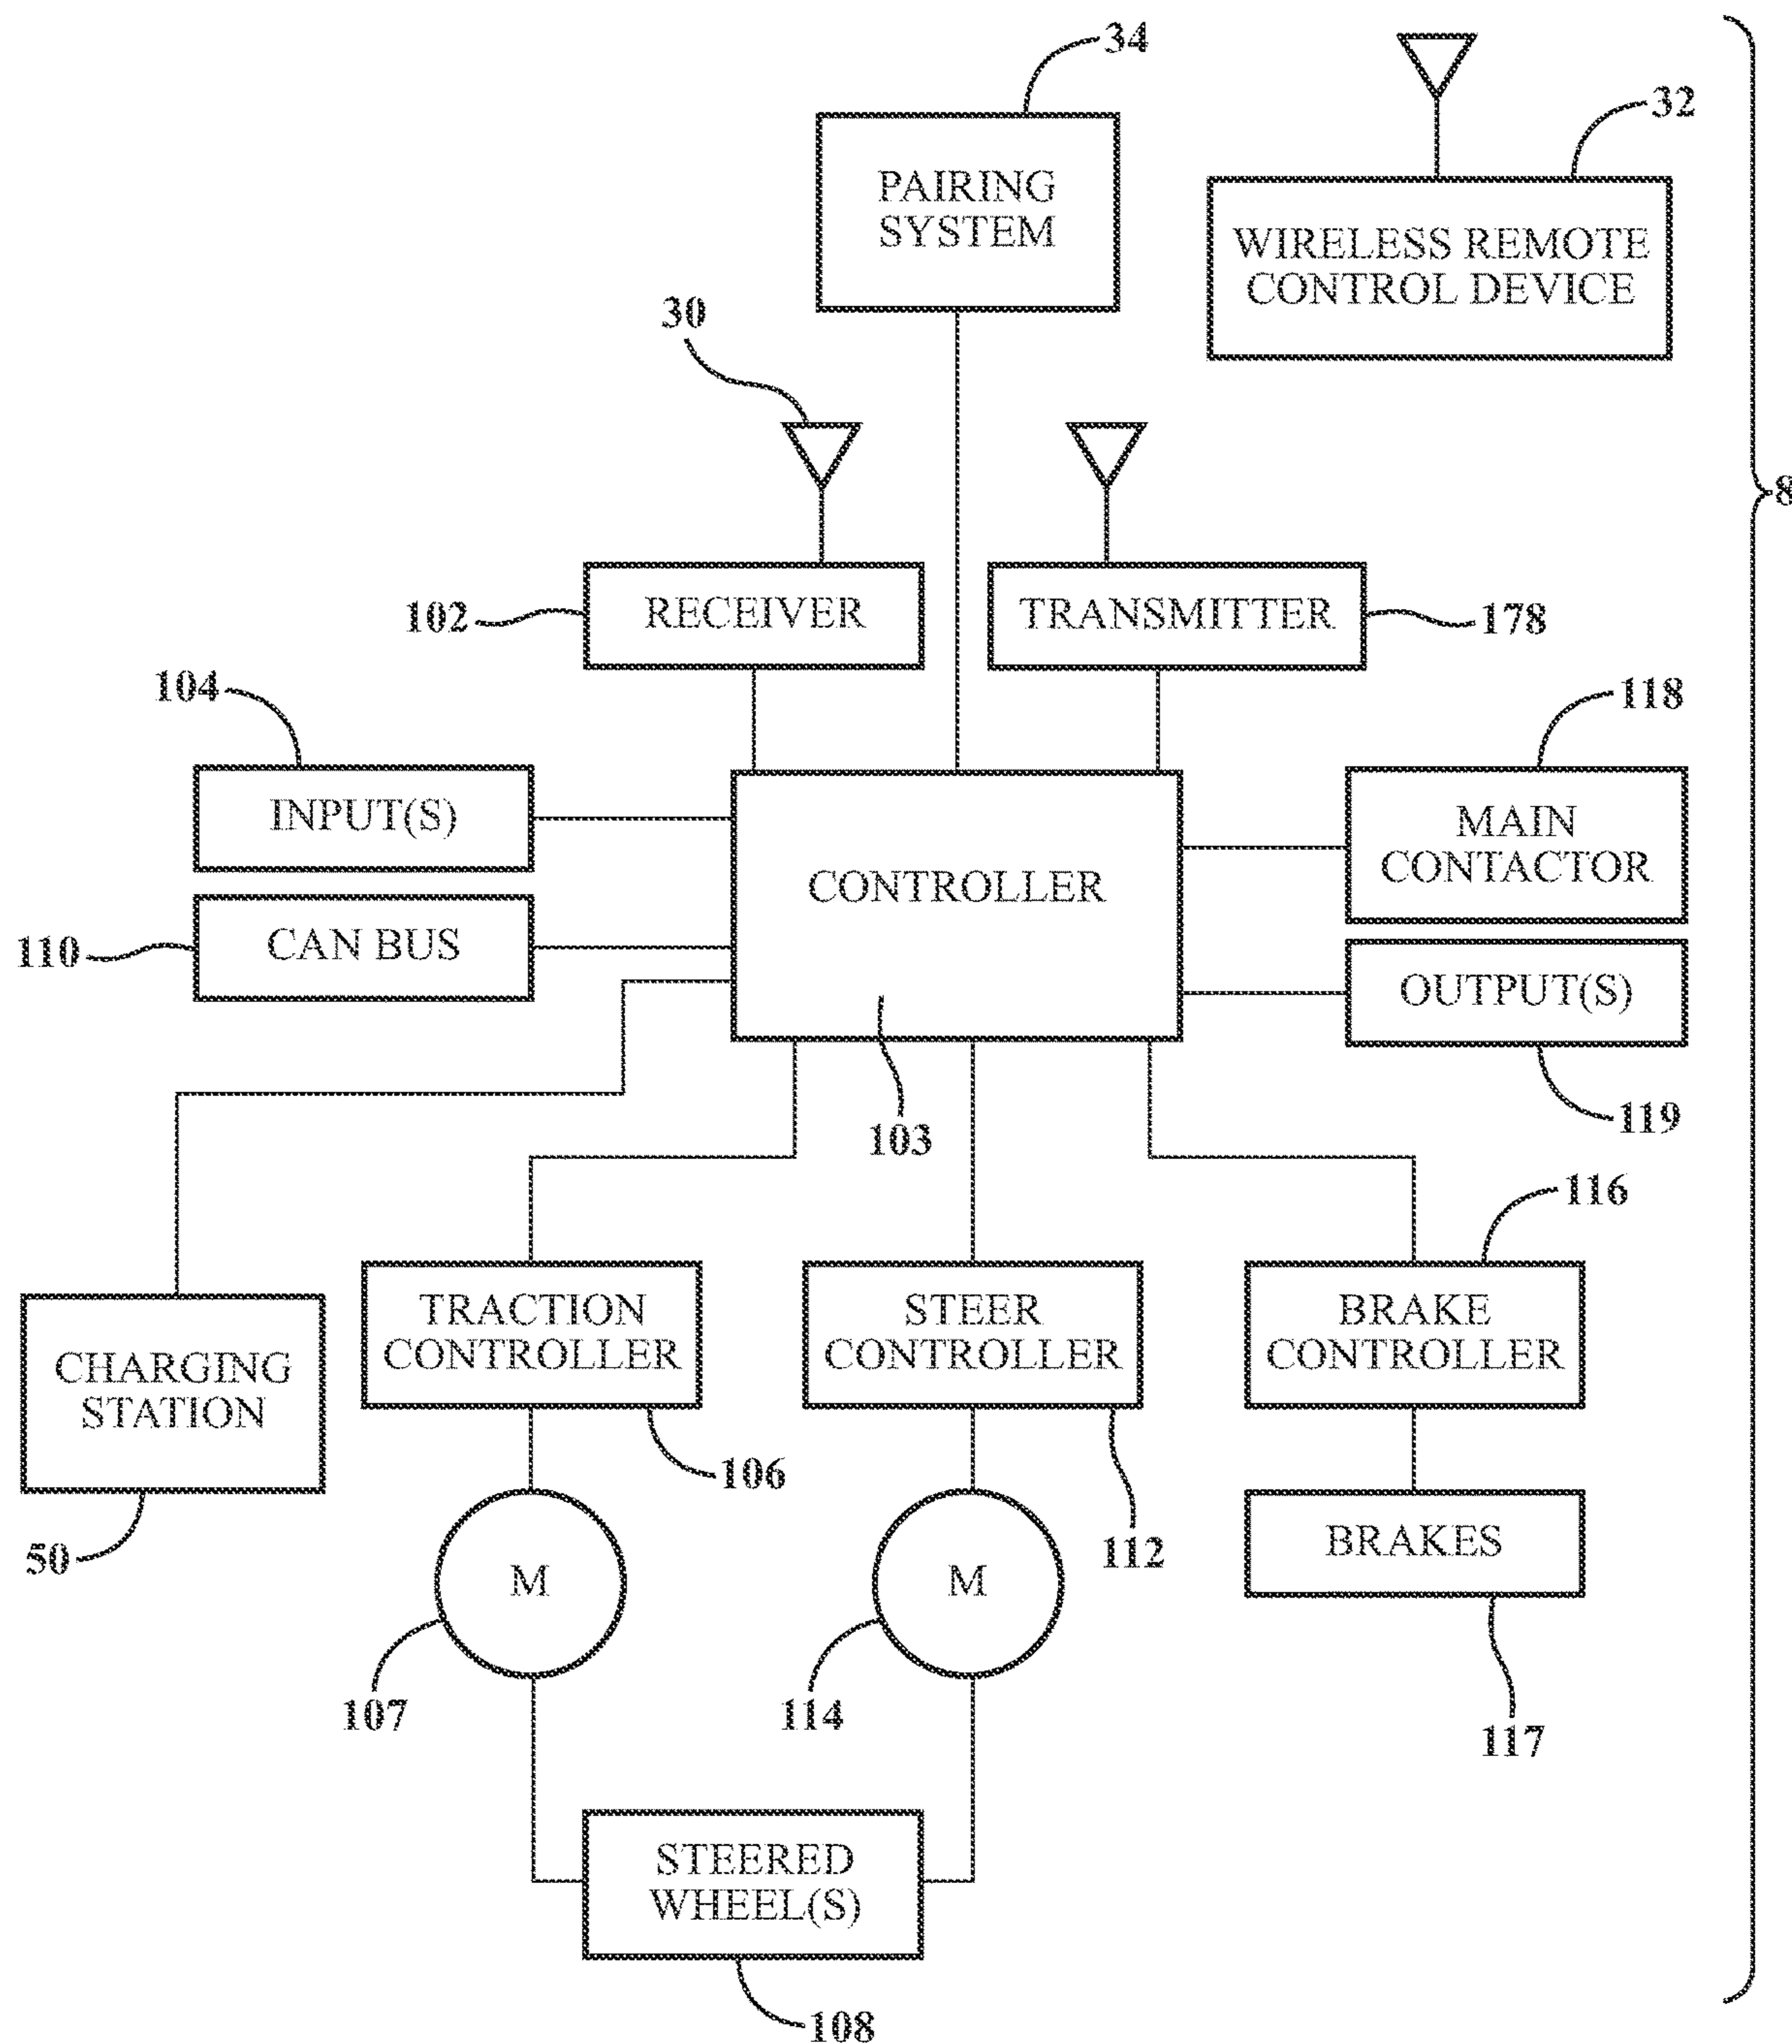 34
32
PAIRING
SYSTEM
WIRELESS REMOTE
CONTROL DEVICE
30
8
102
RECEIVER
TRANSMITTER
178
104
118
INPUT(S)
MAIN
CONTACTOR
CONTROLLER
110
CAN BUS
OUTPUT(S)
103
119
116
TRACTION
CONTROLLER
STEER
CONTROLLER
BRAKE
CONTROLLER
CHARGING
STATION
106
50
M
M
112
BRAKES
107
114
117
STEERED
WHEEL(S)
108